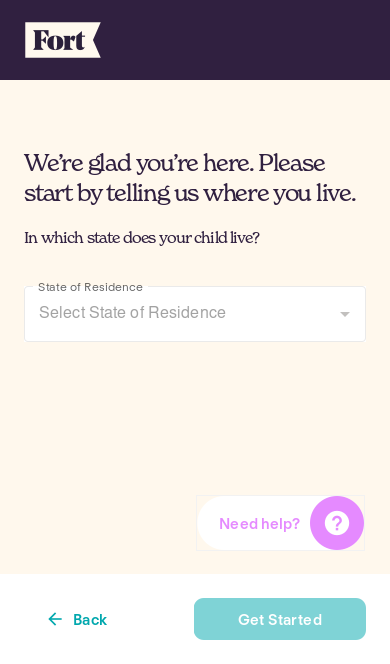 Fort
We're glad you're here. Please
start by telling us where you live.
In which state does your child live?
State of Residence
Select State of Residence
Need help?
Back
Get Started